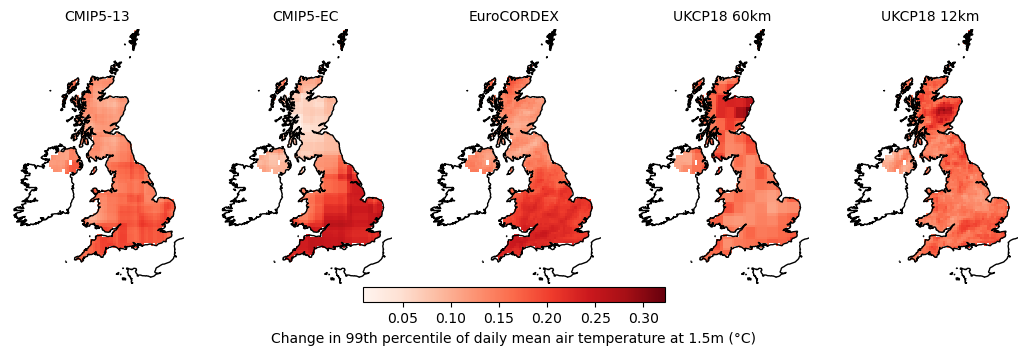 CMIP5-13 CMIP5-EC EuroCORDEX UKCP18 60km UKCP18 12km
0.05 0.10 0.15 0.20 0.25 0.30
Change in 99th percentile of daily mean air temperature at 1.5m (°C)